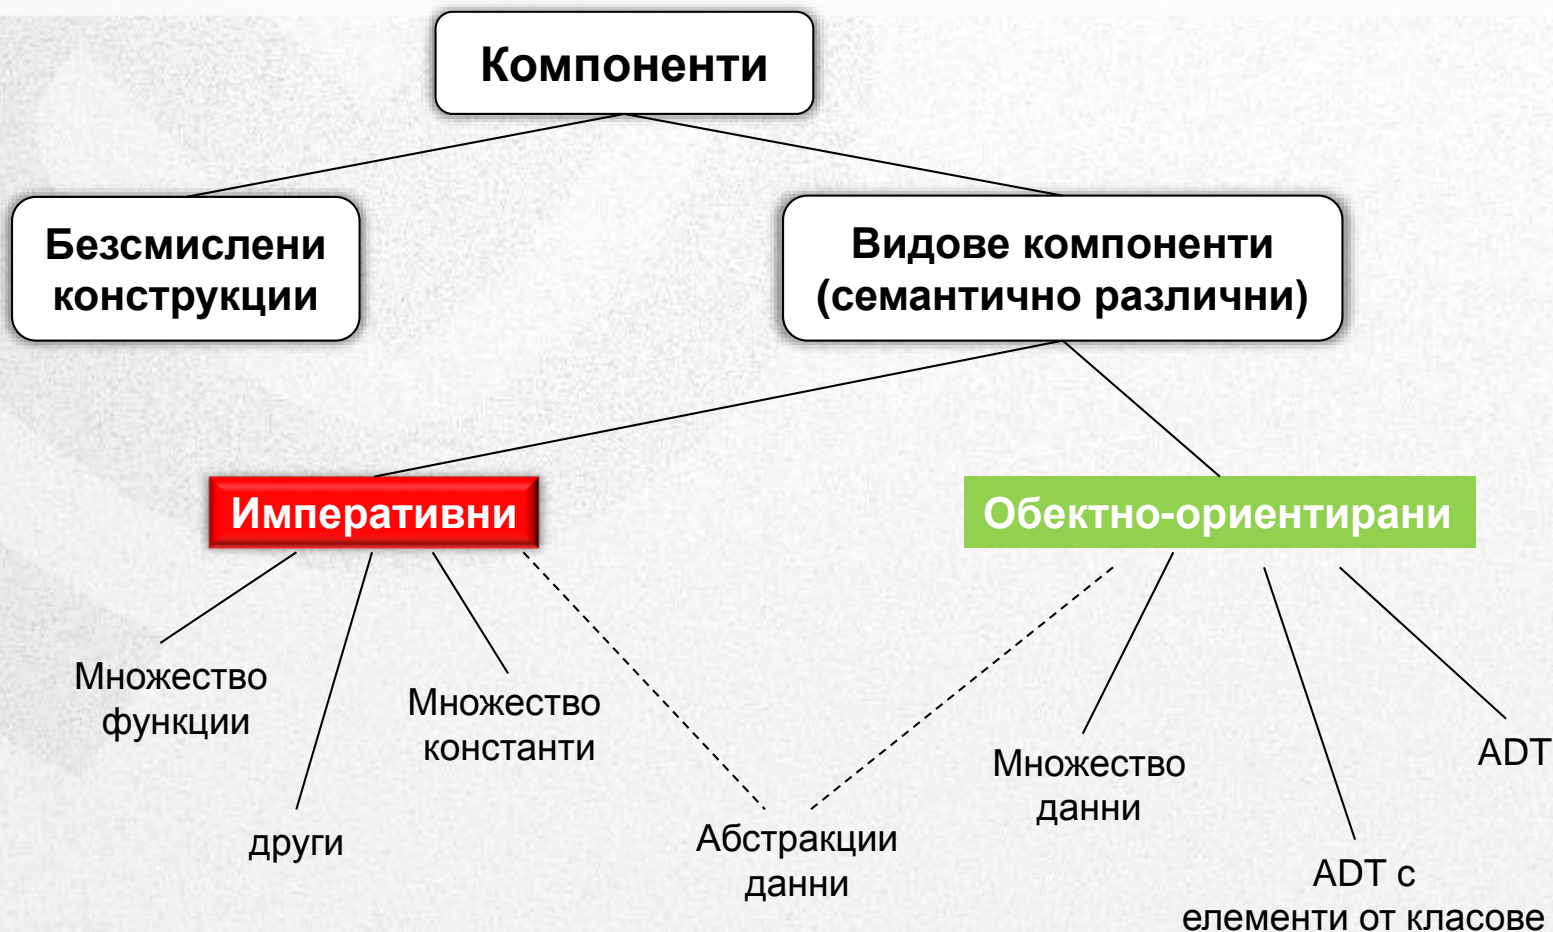 Компоненти
Безсмислени
конструкции
Видове компоненти
(семантично различни)
Императивни
Обектно-ориентирани
Множество
функции
Множество
константи
други
Абстракции
данни
Множество
данни
ADT
ADT с
елементи от класове